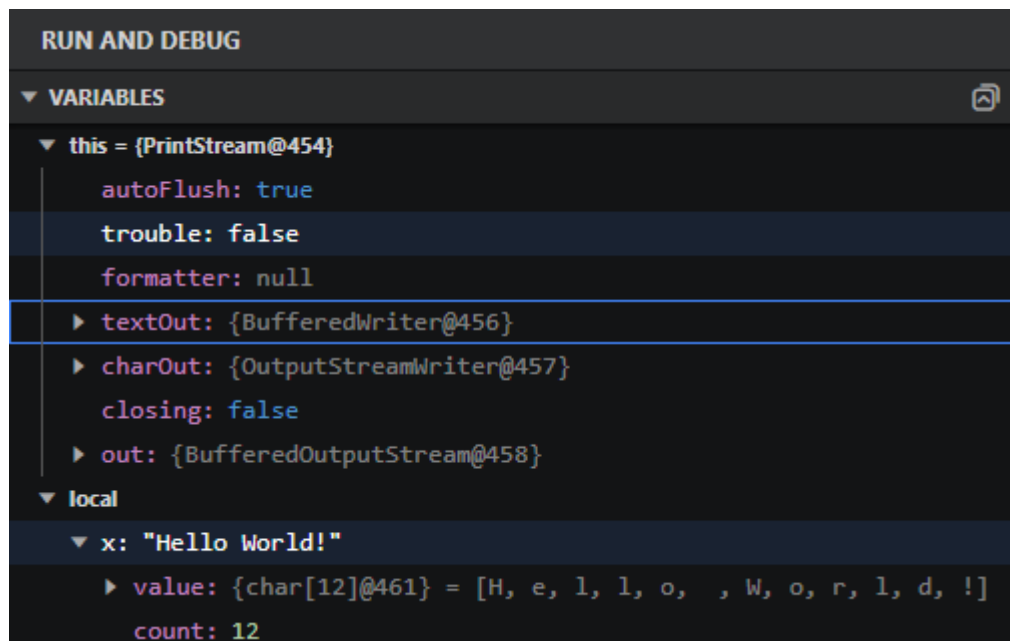 RUN AND DEBUG
VARIABLES
this = {PrintStream@454}
autoFlush: true
trouble: false
formatter: null
textOut: {BufferedWriter@456}
charOut: {OutputStreamWriter@457}
closing: false
out: {BufferedOutputStream@458}
local
x: "Hello World!"
value: {char[12]@461} = [H, e, l, l, o,  , W, o, r, l, d, !]
count: 12